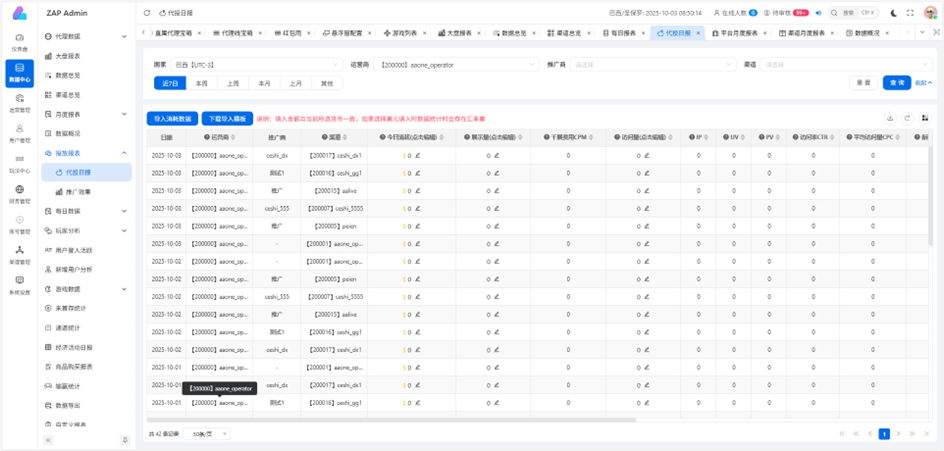 ZAP Admin
代投日报
巴西/圣保罗: 2025-10-03 08:50:14
在线人数 0
待审核 99+
搜索 Ctrl K
直属代理宝箱 ×
代理线宝箱 ×
红包雨 ×
悬浮窗配置 ×
游戏列表 ×
大盘报表 ×
数据总览 ×
渠道总览 ×
每日报表 ×
代投日报 ×
平台月度报表 ×
渠道月度报表 ×
数据概况 ×
仪表盘
数据中心
运营管理
用户管理
玩法中心
财务管理
账号管理
渠道管理
系统设置
代理数据
大盘报表
数据总览
渠道总览
月度报表
数据概况
投放报表
代投日报
推广效果
每日数据
玩家分析
用户登入活跃
新增用户分析
游戏数据
未首存统计
通道统计
经济活动日报
商品购买报表
输赢统计
数据导出
自定义报表
国家 巴西【UTC-3】
运营商 【200000】aaone_operator
推广商 请选择
渠道 请选择
近7日 本周 上周 本月 上月 其他
重置 查询 收起
导入消耗数据 下载导入模板 说明：填入金额与当前所选货币一致，如需选择美元填入时数据统计时会存在汇率差
日期 运营商 推广商 渠道 今日消耗(点击编辑) 展示量(点击编辑) 千展费用CPM 访问量(点击编辑) IP UV PV 访问率CTR 平均访问量CPC
2025-10-03 【200000】aaone_op... ceshi_dx 【200017】ceshi_dx1 $ 0 0 0 0 0 0 0 0 0
2025-10-03 【200000】aaone_op... 测试1 【200016】ceshi_gg1 $ 0 0 0 0 0 0 0 0 0
2025-10-03 【200000】aaone_op... 推广 【200015】aalive $ 0 0 0 0 0 0 0 0 0
2025-10-03 【200000】aaone_op... ceshi_555 【200007】ceshi_5555 $ 0 0 0 0 0 0 0 0 0
2025-10-03 【200000】aaone_op... 推广 【200005】peien $ 0 0 0 0 0 0 0 0 0
2025-10-03 【200000】aaone_op... - 【200001】aaone_op... $ 0 0 0 0 0 0 0 0 0
2025-10-02 【200000】aaone_op... - 【200001】aaone_op... $ 0 0 0 0 0 0 0 0 0
2025-10-02 【200000】aaone_op... 推广 【200005】peien $ 0 0 0 0 0 0 0 0 0
2025-10-02 【200000】aaone_op... ceshi_555 【200007】ceshi_5555 $ 0 0 0 0 0 0 0 0 0
2025-10-02 【200000】aaone_op... 推广 【200015】aalive $ 0 0 0 0 0 0 0 0 0
2025-10-02 【200000】aaone_op... 测试1 【200016】ceshi_gg1 $ 0 0 0 0 0 0 0 0 0
2025-10-02 【200000】aaone_op... ceshi_dx 【200017】ceshi_dx1 $ 0 0 0 0 0 0 0 0 0
2025-10-01 【200000】aaone_op... - 【200001】aaone_op... $ 0 0 0 0 0 0 0 0 0
2025-10-01 ceshi_dx 【200017】ceshi_dx1 $ 0 0 0 0 0 0 0 0 0
【200000】aaone_operator
2025-10-01 【200000】aaone_op... 测试1 【200016】ceshi_gg1 $ 0 0 0 0 0 0 0 0 0
共 42 条记录 50条/页
1